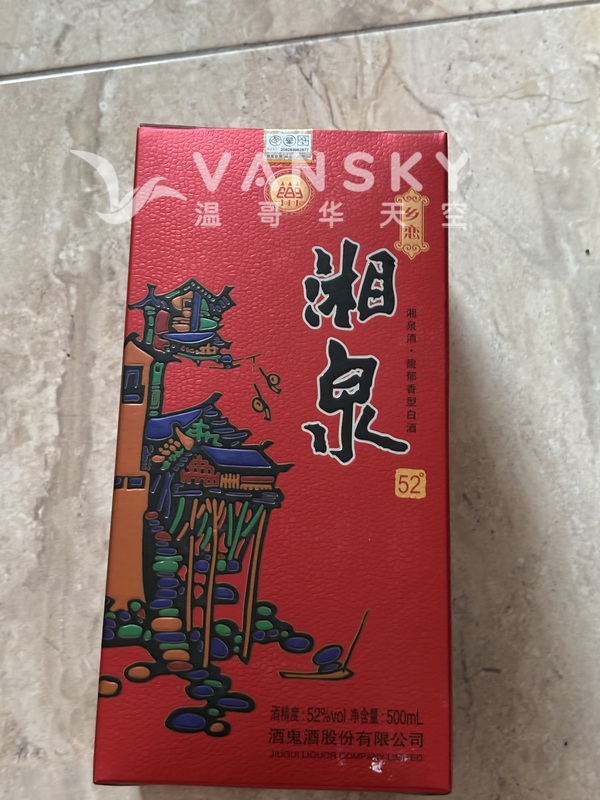 VANSKY
温哥华天空
乡恋
湘泉
湘泉酒·馥郁香型白酒
52°
酒精度:52%vol 净含量:500mL
酒鬼酒股份有限公司
JIUGUI LIQUOR COMPANY LIMITED